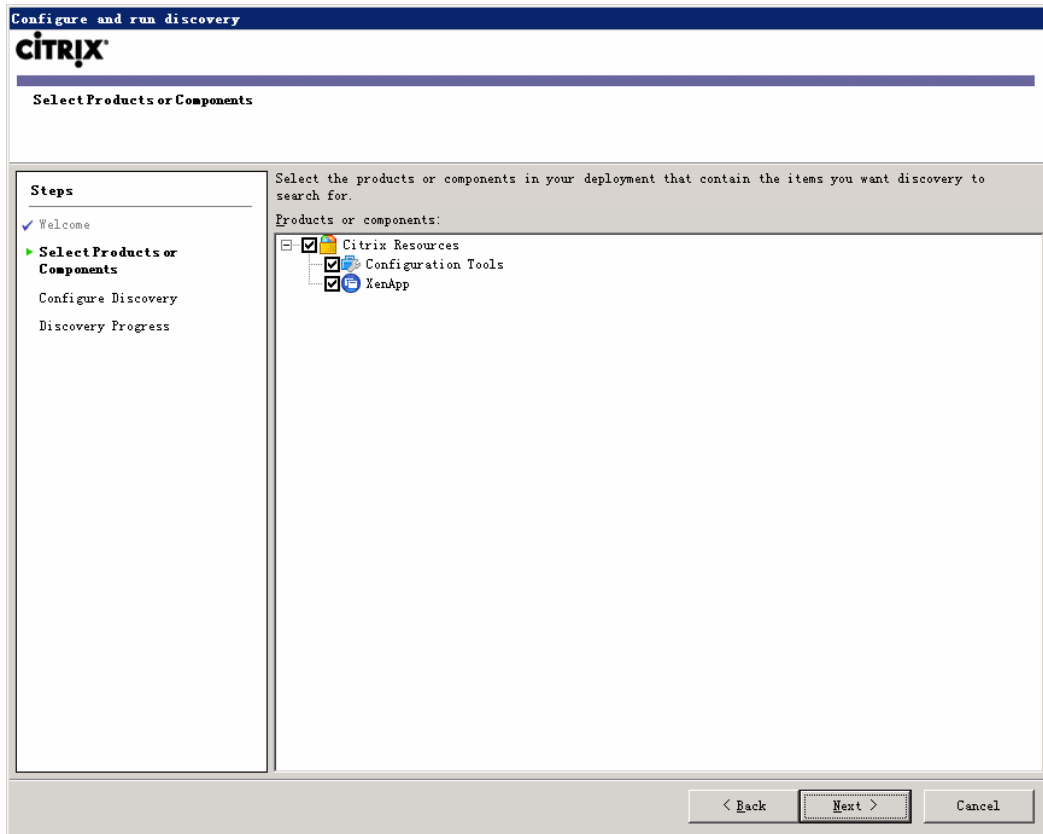 Configure and run discovery
CİTRIX
Select Products or Components
Steps
Select the products or components in your deployment that contain the items you want discovery to
search for.
Welcome
Products or components:
Select Products or
Components
Configure Discovery
Discovery Progress
Citrix Resources
Configuration Tools
XenApp
< Back
Next >
Cancel